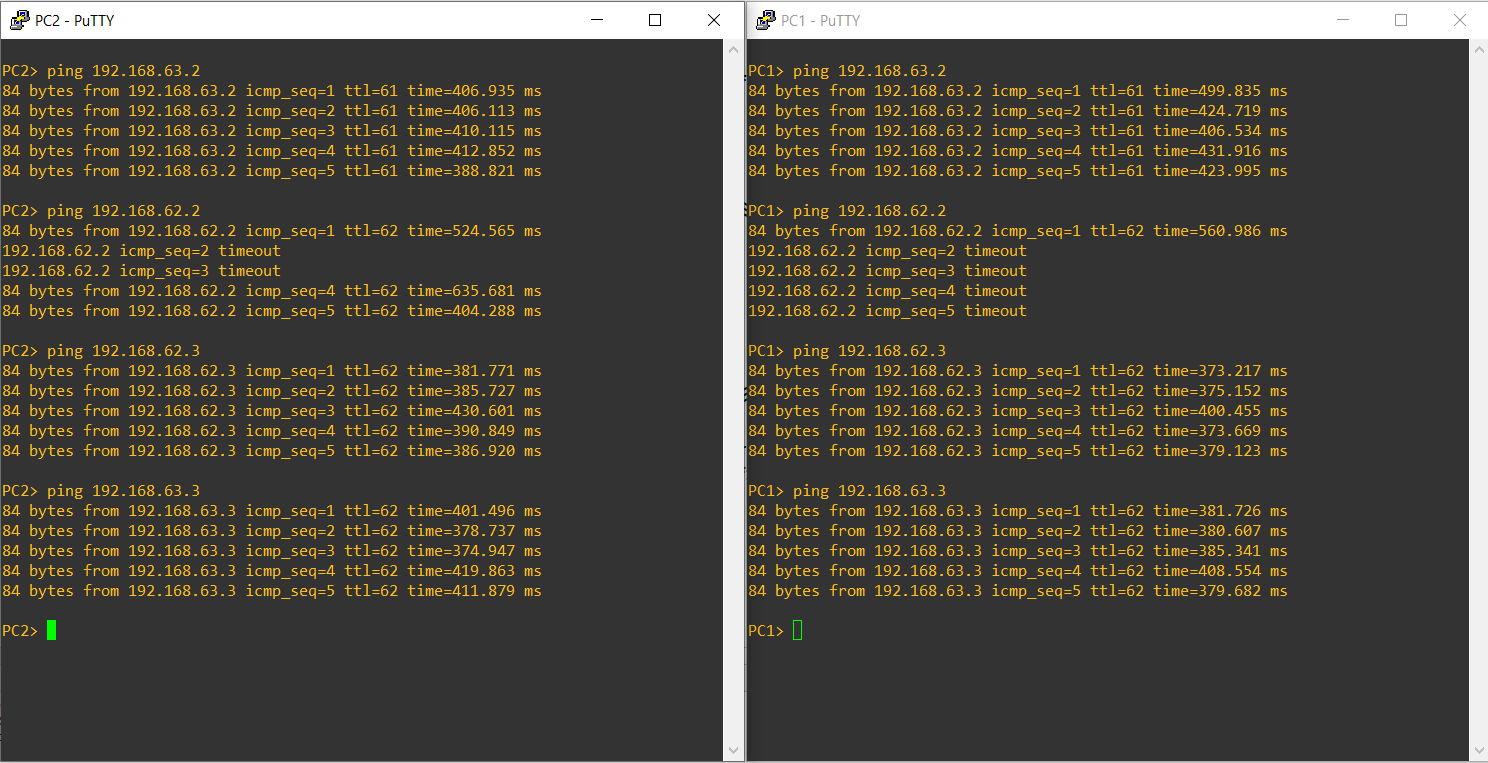 PC2 - PuTTY
PC2> ping 192.168.63.2
84 bytes from 192.168.63.2 icmp_seq=1 ttl=61 time=406.935 ms
84 bytes from 192.168.63.2 icmp_seq=2 ttl=61 time=406.113 ms
84 bytes from 192.168.63.2 icmp_seq=3 ttl=61 time=410.115 ms
84 bytes from 192.168.63.2 icmp_seq=4 ttl=61 time=412.852 ms
84 bytes from 192.168.63.2 icmp_seq=5 ttl=61 time=388.821 ms
PC2> ping 192.168.62.2
84 bytes from 192.168.62.2 icmp_seq=1 ttl=62 time=524.565 ms
192.168.62.2 icmp_seq=2 timeout
192.168.62.2 icmp_seq=3 timeout
84 bytes from 192.168.62.2 icmp_seq=4 ttl=62 time=635.681 ms
84 bytes from 192.168.62.2 icmp_seq=5 ttl=62 time=404.288 ms
PC2> ping 192.168.62.3
84 bytes from 192.168.62.3 icmp_seq=1 ttl=62 time=381.771 ms
84 bytes from 192.168.62.3 icmp_seq=2 ttl=62 time=385.727 ms
84 bytes from 192.168.62.3 icmp_seq=3 ttl=62 time=430.601 ms
84 bytes from 192.168.62.3 icmp_seq=4 ttl=62 time=390.849 ms
84 bytes from 192.168.62.3 icmp_seq=5 ttl=62 time=386.920 ms
PC2> ping 192.168.63.3
84 bytes from 192.168.63.3 icmp_seq=1 ttl=62 time=401.496 ms
84 bytes from 192.168.63.3 icmp_seq=2 ttl=62 time=378.737 ms
84 bytes from 192.168.63.3 icmp_seq=3 ttl=62 time=374.947 ms
84 bytes from 192.168.63.3 icmp_seq=4 ttl=62 time=419.863 ms
84 bytes from 192.168.63.3 icmp_seq=5 ttl=62 time=411.879 ms
PC2>
PC1 - PuTTY
PC1> ping 192.168.63.2
84 bytes from 192.168.63.2 icmp_seq=1 ttl=61 time=499.835 ms
84 bytes from 192.168.63.2 icmp_seq=2 ttl=61 time=424.719 ms
84 bytes from 192.168.63.2 icmp_seq=3 ttl=61 time=406.534 ms
84 bytes from 192.168.63.2 icmp_seq=4 ttl=61 time=431.916 ms
84 bytes from 192.168.63.2 icmp_seq=5 ttl=61 time=423.995 ms
PC1> ping 192.168.62.2
84 bytes from 192.168.62.2 icmp_seq=1 ttl=62 time=560.986 ms
192.168.62.2 icmp_seq=2 timeout
192.168.62.2 icmp_seq=3 timeout
192.168.62.2 icmp_seq=4 timeout
192.168.62.2 icmp_seq=5 timeout
PC1> ping 192.168.62.3
84 bytes from 192.168.62.3 icmp_seq=1 ttl=62 time=373.217 ms
84 bytes from 192.168.62.3 icmp_seq=2 ttl=62 time=375.152 ms
84 bytes from 192.168.62.3 icmp_seq=3 ttl=62 time=400.455 ms
84 bytes from 192.168.62.3 icmp_seq=4 ttl=62 time=373.669 ms
84 bytes from 192.168.62.3 icmp_seq=5 ttl=62 time=379.123 ms
PC1> ping 192.168.63.3
84 bytes from 192.168.63.3 icmp_seq=1 ttl=62 time=381.726 ms
84 bytes from 192.168.63.3 icmp_seq=2 ttl=62 time=380.607 ms
84 bytes from 192.168.63.3 icmp_seq=3 ttl=62 time=385.341 ms
84 bytes from 192.168.63.3 icmp_seq=4 ttl=62 time=408.554 ms
84 bytes from 192.168.63.3 icmp_seq=5 ttl=62 time=379.682 ms
PC1>